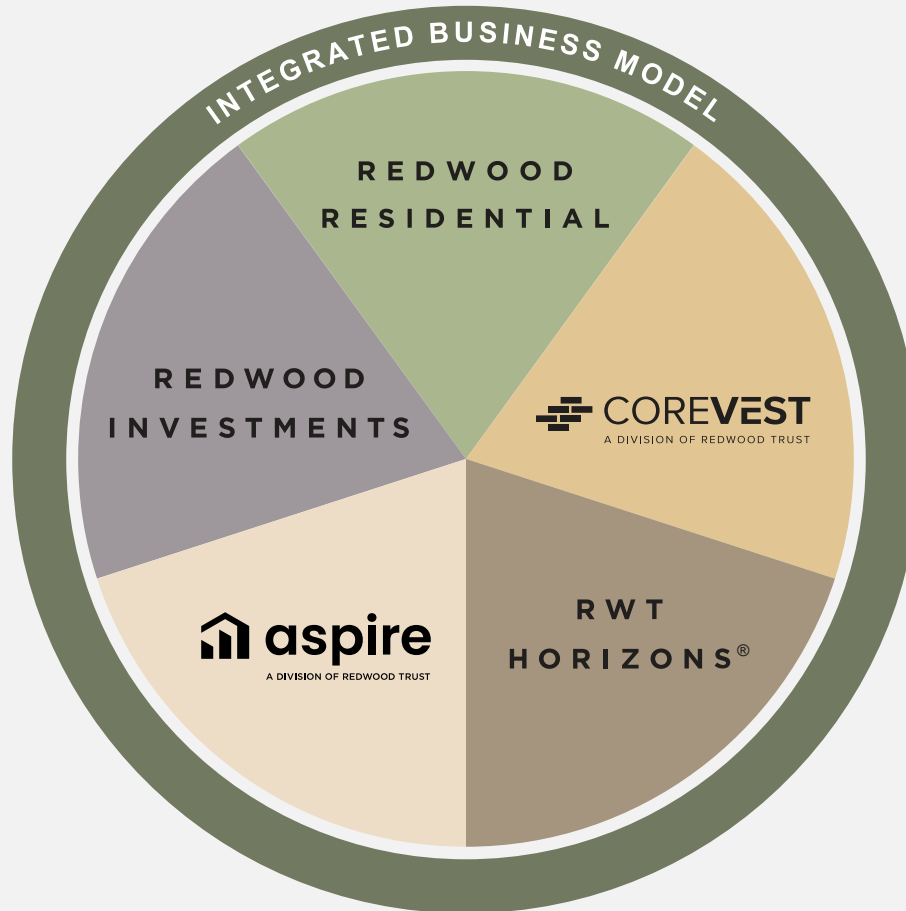 INTEGRATED BUSINESS MODEL
REDWOOD
RESIDENTIAL
REDWOOD
INVESTMENTS
COREVEST
A DIVISION OF REDWOOD TRUST
RWT
HORIZONS®
aspire
A DIVISION OF REDWOOD TRUST